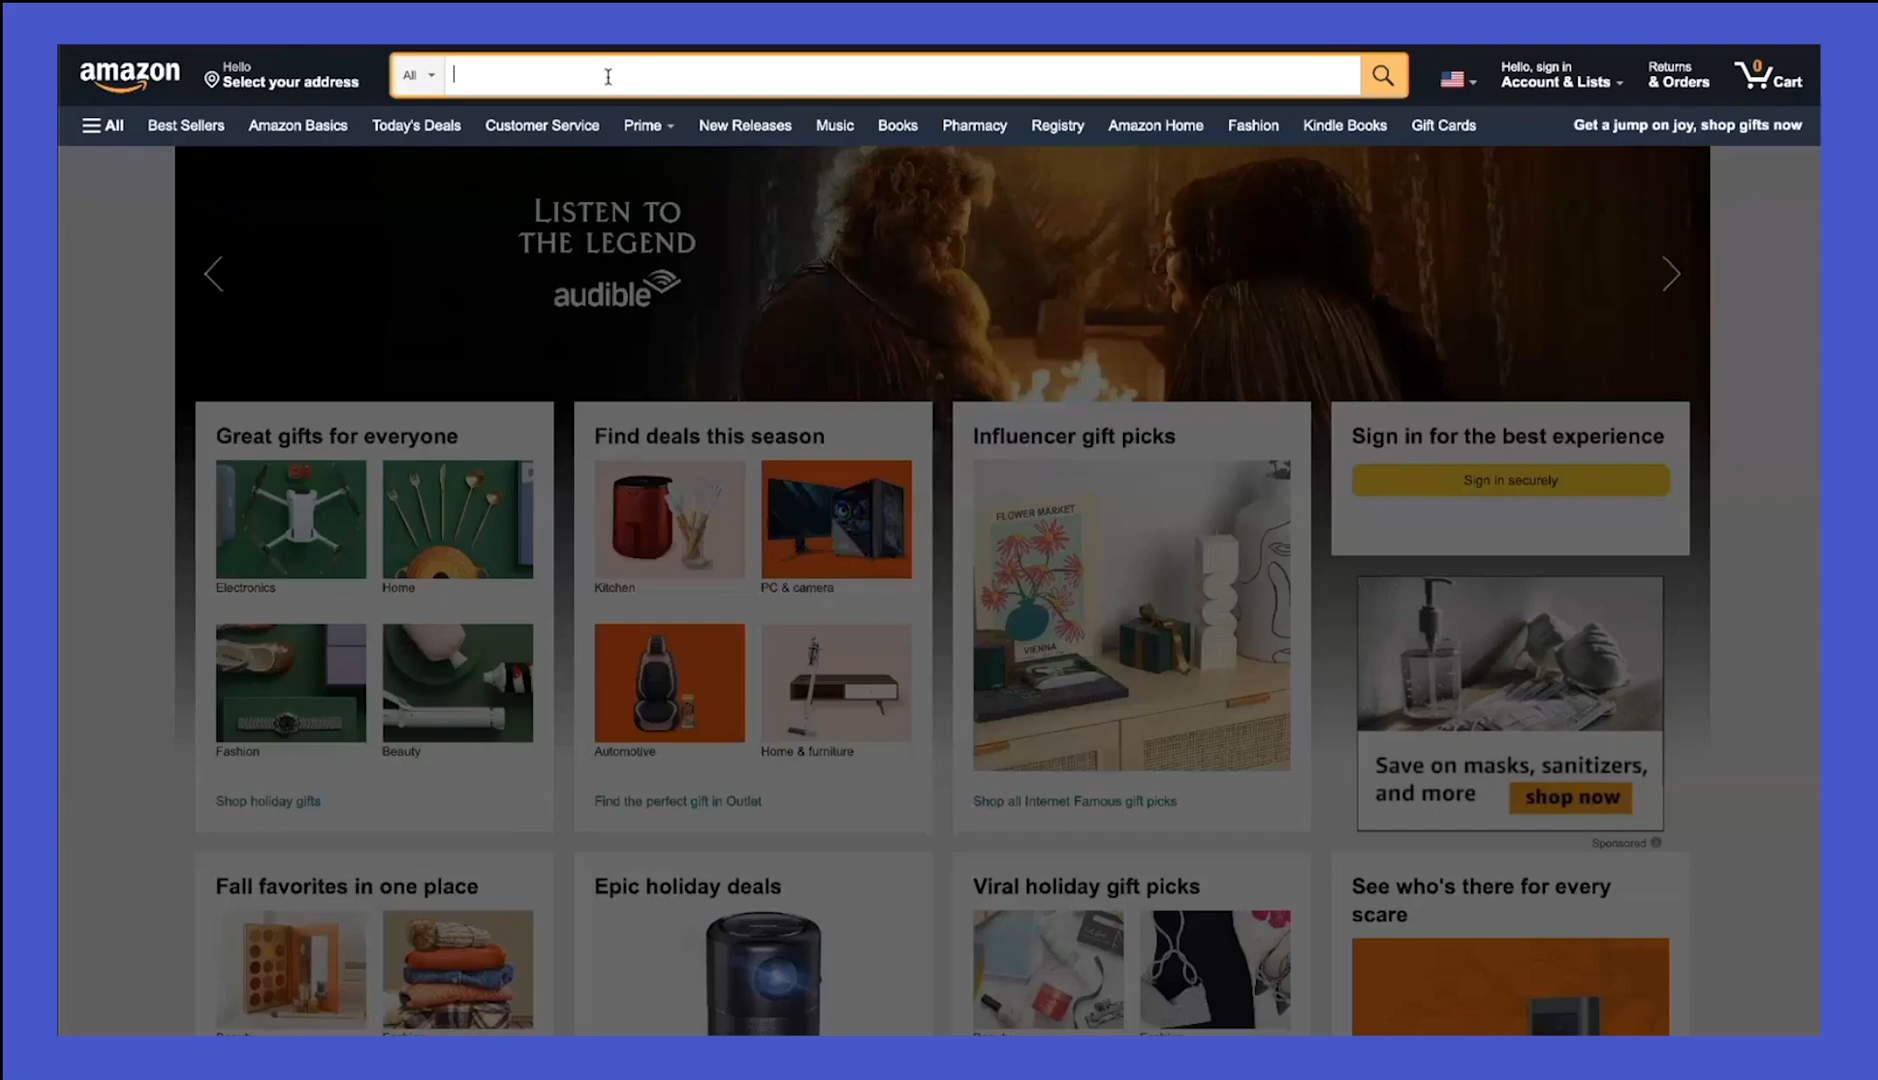 amazon
Hello
Select your address
All
Hello, sign in
Account & Lists
Returns
& Orders
0
Cart
All
Best Sellers
Amazon Basics
Today's Deals
Customer Service
Prime
New Releases
Music
Books
Pharmacy
Registry
Amazon Home
Fashion
Kindle Books
Gift Cards
Get a jump on joy, shop gifts now
LISTEN TO
THE LEGEND
audible
Great gifts for everyone
Electronics
Home
Fashion
Beauty
Shop holiday gifts
Find deals this season
Kitchen
PC & camera
Automotive
Home & furniture
Find the perfect gift in Outlet
Influencer gift picks
FLOWER MARKET
VIENNA
Shop all Internet Famous gift picks
Sign in for the best experience
Sign in securely
Save on masks, sanitizers,
and more
shop now
Sponsored
Fall favorites in one place
Epic holiday deals
Viral holiday gift picks
See who's there for every
scare